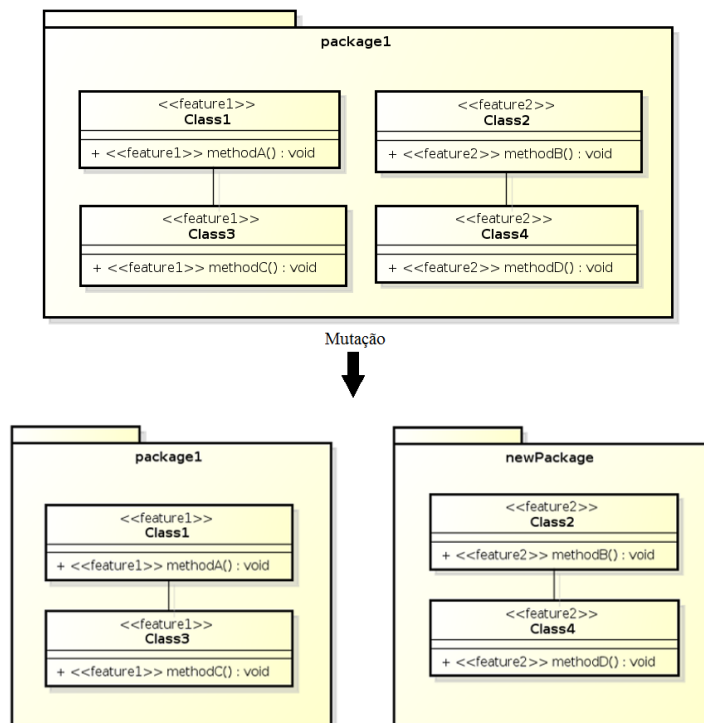 package1
<<feature1>>
Class1
+ <<feature1>> methodA() : void
<<feature2>>
Class2
+ <<feature2>> methodB() : void
<<feature1>>
Class3
+ <<feature1>> methodC() : void
<<feature2>>
Class4
+ <<feature2>> methodD() : void
Mutação
package1
<<feature1>>
Class1
+ <<feature1>> methodA() : void
<<feature1>>
Class3
+ <<feature1>> methodC() : void
newPackage
<<feature2>>
Class2
+ <<feature2>> methodB() : void
<<feature2>>
Class4
+ <<feature2>> methodD() : void